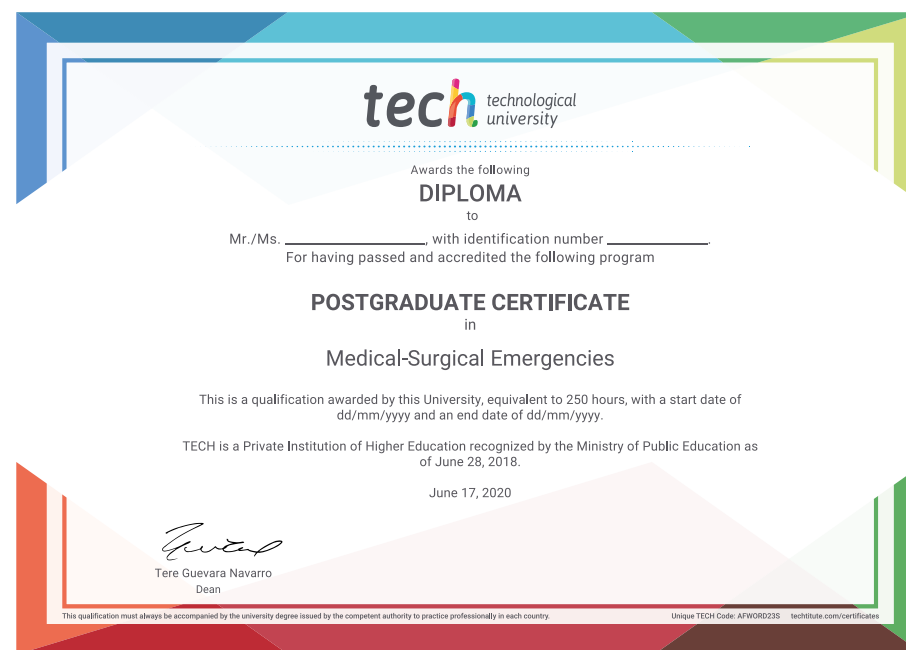 tech technological
university
Awards the following
DIPLOMA
to
Mr./Ms. ______________, with identification number __________.
For having passed and accredited the following program
POSTGRADUATE CERTIFICATE
in
Medical-Surgical Emergencies
This is a qualification awarded by this University, equivalent to 250 hours, with a start date of
dd/mm/yyyy and an end date of dd/mm/yyyy.
TECH is a Private Institution of Higher Education recognized by the Ministry of Public Education as
of June 28, 2018.
June 17, 2020
Tere Guevara Navarro
Dean
This qualification must always be accompanied by the university degree issued by the competent authority to practice professionally in each country.
Unique TECH Code: AFWORD23S techtitute.com/certificates